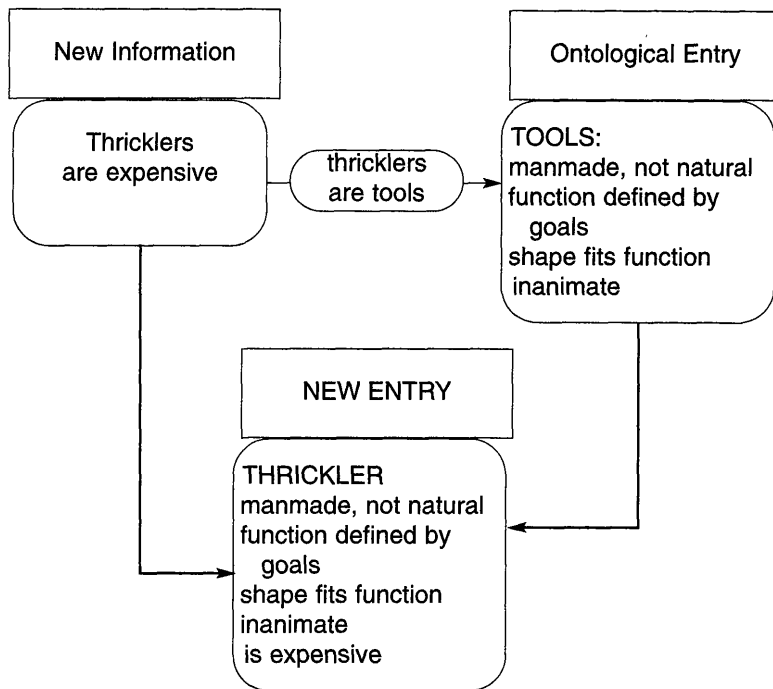 New Information
Thricklers
are expensive
thricklers
are tools
Ontological Entry
TOOLS:
manmade, not natural
function defined by
goals
shape fits function
inanimate
NEW ENTRY
THRICKLER
manmade, not natural
function defined by
goals
shape fits function
inanimate
is expensive